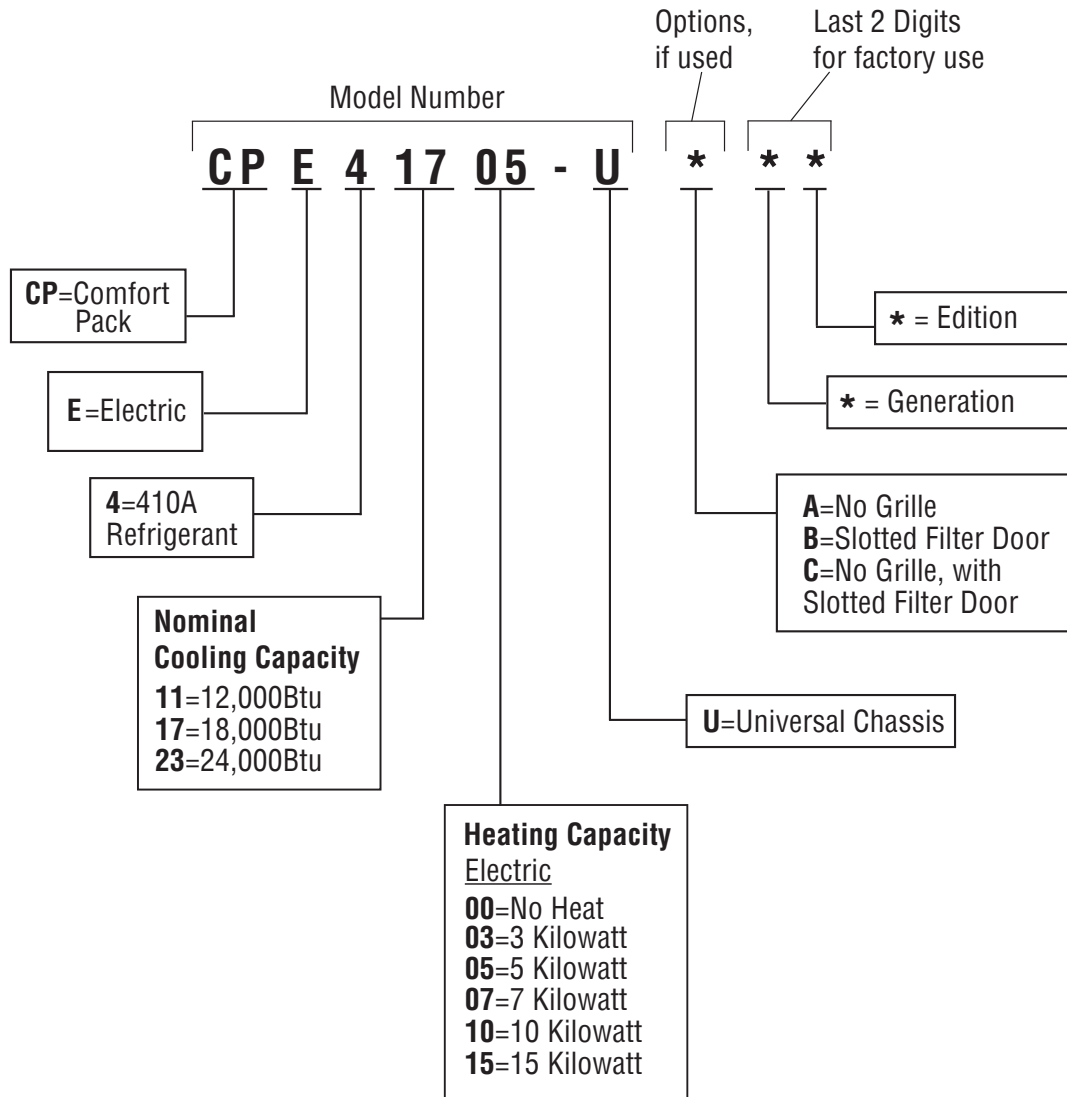 Options,
if used
Last 2 Digits
for factory use
Model Number
CP E 4 17 05 - U * * *
CP=Comfort
Pack
* = Edition
E=Electric
* = Generation
4=410A
Refrigerant
A=No Grille
B=Slotted Filter Door
C=No Grille, with
Slotted Filter Door
Nominal
Cooling Capacity
11=12,000Btu
17=18,000Btu
23=24,000Btu
U=Universal Chassis
Heating Capacity
Electric
00=No Heat
03=3 Kilowatt
05=5 Kilowatt
07=7 Kilowatt
10=10 Kilowatt
15=15 Kilowatt